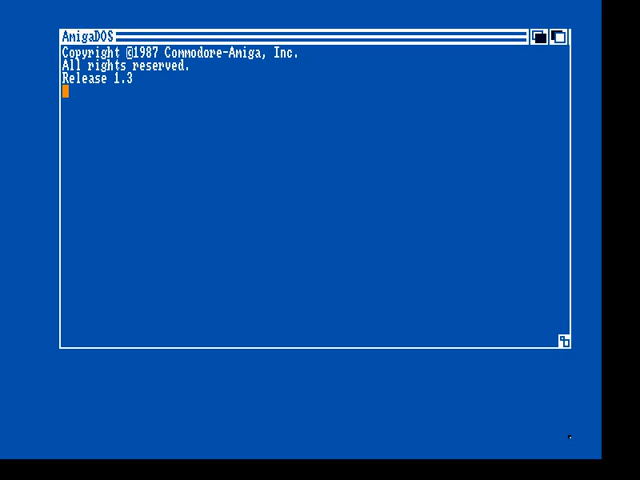 AmigaDOS
Copyright ©1987 Commodore-Amiga, Inc.
All rights reserved.
Release 1.3